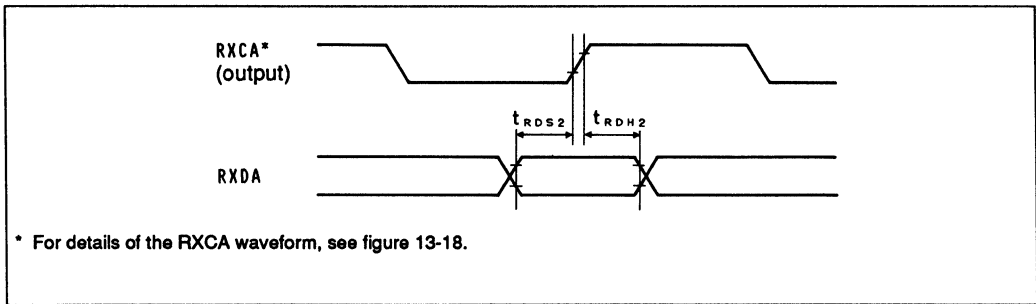 RXCA*
(output)
tRDS2 tRDH2
RXDA
* For details of the RXCA waveform, see figure 13-18.